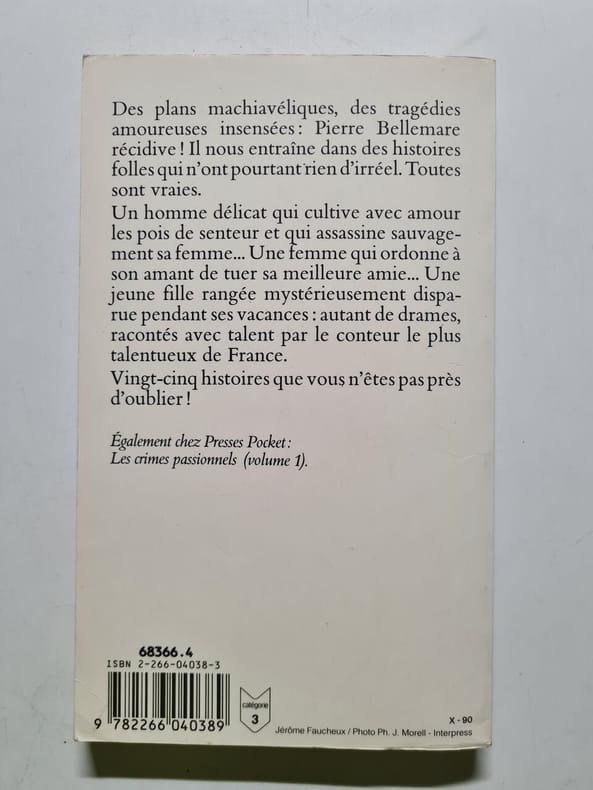 Des plans machiavéliques, des tragédies
amoureuses insensées : Pierre Bellemare
récidive ! Il nous entraîne dans des histoires
folles qui n'ont pourtant rien d'irréel. Toutes
sont vraies.
Un homme délicat qui cultive avec amour
les pois de senteur et qui assassine sauvage-
ment sa femme... Une femme qui ordonne à
son amant de tuer sa meilleure amie... Une
jeune fille rangée mystérieusement dispa-
rue pendant ses vacances : autant de drames,
racontés avec talent par le conteur le plus
talentueux de France.
Vingt-cinq histoires que vous n'êtes pas près
d'oublier !
Également chez Presses Pocket :
Les crimes passionnels (volume 1).
68366.4
ISBN 2-266-04038-3
9 782266 040389
catégorie
3
X - 90
Jérôme Faucheux / Photo Ph. J. Morell - Interpress